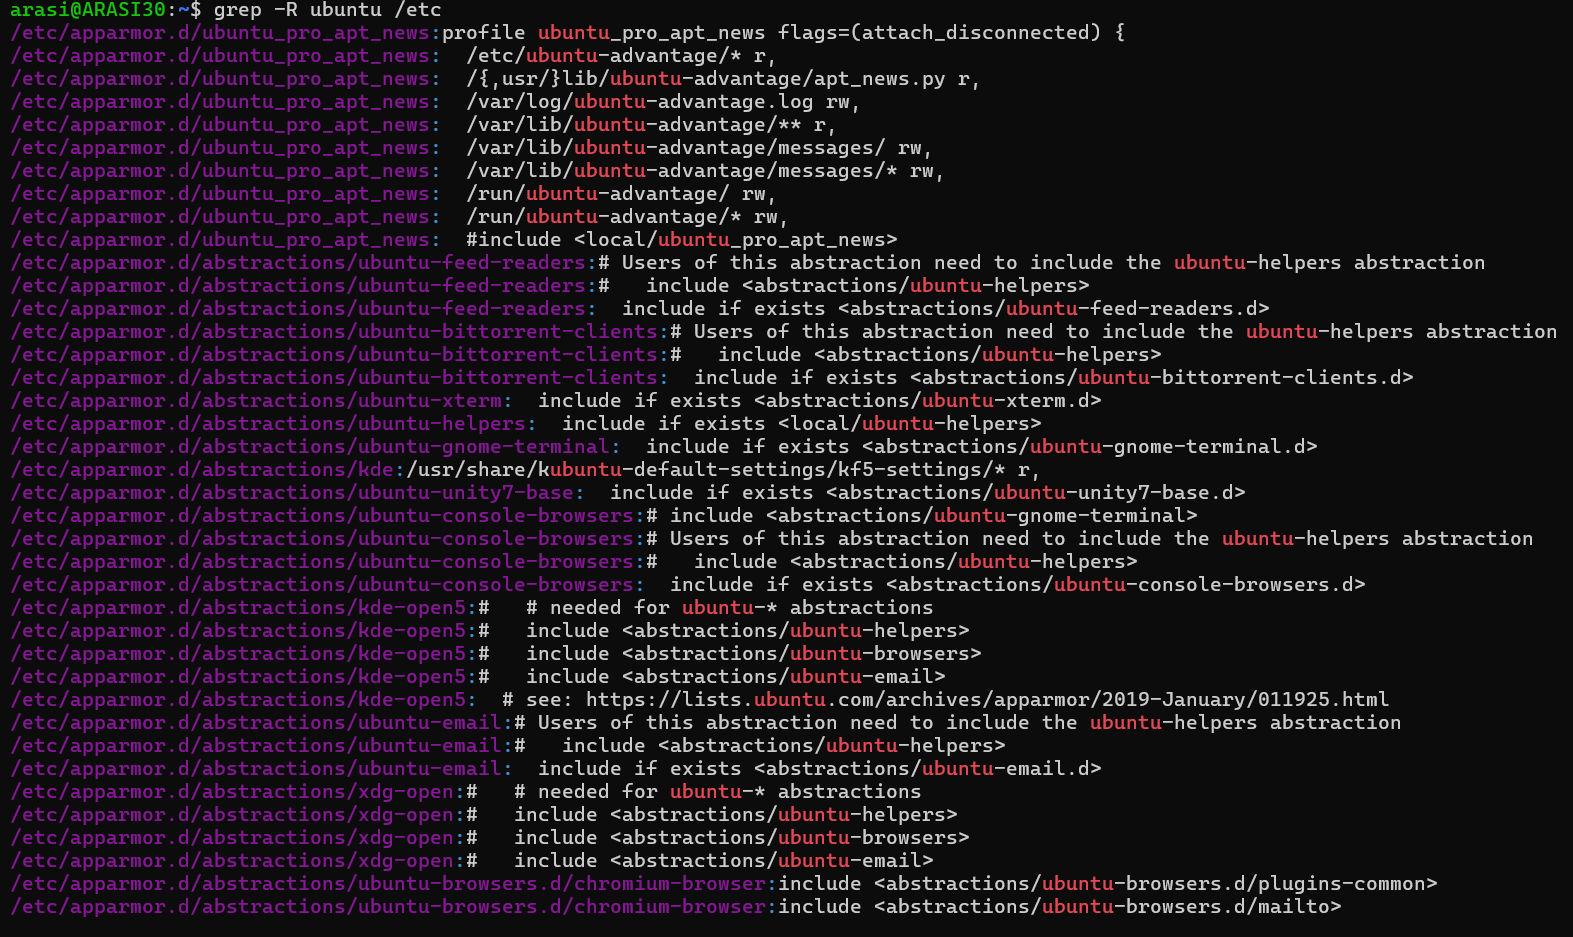 arasi@ARASI30:~$ grep -R ubuntu /etc
/etc/apparmor.d/ubuntu_pro_apt_news:profile ubuntu_pro_apt_news flags=(attach_disconnected) {
/etc/apparmor.d/ubuntu_pro_apt_news:  /etc/ubuntu-advantage/* r,
/etc/apparmor.d/ubuntu_pro_apt_news:  /{,usr/}lib/ubuntu-advantage/apt_news.py r,
/etc/apparmor.d/ubuntu_pro_apt_news:  /var/log/ubuntu-advantage.log rw,
/etc/apparmor.d/ubuntu_pro_apt_news:  /var/lib/ubuntu-advantage/** r,
/etc/apparmor.d/ubuntu_pro_apt_news:  /var/lib/ubuntu-advantage/messages/ rw,
/etc/apparmor.d/ubuntu_pro_apt_news:  /var/lib/ubuntu-advantage/messages/* rw,
/etc/apparmor.d/ubuntu_pro_apt_news:  /run/ubuntu-advantage/ rw,
/etc/apparmor.d/ubuntu_pro_apt_news:  /run/ubuntu-advantage/* rw,
/etc/apparmor.d/ubuntu_pro_apt_news:  #include <local/ubuntu_pro_apt_news>
/etc/apparmor.d/abstractions/ubuntu-feed-readers:# Users of this abstraction need to include the ubuntu-helpers abstraction
/etc/apparmor.d/abstractions/ubuntu-feed-readers:#   include <abstractions/ubuntu-helpers>
/etc/apparmor.d/abstractions/ubuntu-feed-readers:  include if exists <abstractions/ubuntu-feed-readers.d>
/etc/apparmor.d/abstractions/ubuntu-bittorrent-clients:# Users of this abstraction need to include the ubuntu-helpers abstraction
/etc/apparmor.d/abstractions/ubuntu-bittorrent-clients:#   include <abstractions/ubuntu-helpers>
/etc/apparmor.d/abstractions/ubuntu-bittorrent-clients:  include if exists <abstractions/ubuntu-bittorrent-clients.d>
/etc/apparmor.d/abstractions/ubuntu-xterm:  include if exists <abstractions/ubuntu-xterm.d>
/etc/apparmor.d/abstractions/ubuntu-helpers:  include if exists <local/ubuntu-helpers>
/etc/apparmor.d/abstractions/ubuntu-gnome-terminal:  include if exists <abstractions/ubuntu-gnome-terminal.d>
/etc/apparmor.d/abstractions/kde:/usr/share/kubuntu-default-settings/kf5-settings/* r,
/etc/apparmor.d/abstractions/ubuntu-unity7-base:  include if exists <abstractions/ubuntu-unity7-base.d>
/etc/apparmor.d/abstractions/ubuntu-console-browsers:# include <abstractions/ubuntu-gnome-terminal>
/etc/apparmor.d/abstractions/ubuntu-console-browsers:# Users of this abstraction need to include the ubuntu-helpers abstraction
/etc/apparmor.d/abstractions/ubuntu-console-browsers:#   include <abstractions/ubuntu-helpers>
/etc/apparmor.d/abstractions/ubuntu-console-browsers:  include if exists <abstractions/ubuntu-console-browsers.d>
/etc/apparmor.d/abstractions/kde-open5:#   # needed for ubuntu-* abstractions
/etc/apparmor.d/abstractions/kde-open5:#   include <abstractions/ubuntu-helpers>
/etc/apparmor.d/abstractions/kde-open5:#   include <abstractions/ubuntu-browsers>
/etc/apparmor.d/abstractions/kde-open5:#   include <abstractions/ubuntu-email>
/etc/apparmor.d/abstractions/kde-open5:  # see: https://lists.ubuntu.com/archives/apparmor/2019-January/011925.html
/etc/apparmor.d/abstractions/ubuntu-email:# Users of this abstraction need to include the ubuntu-helpers abstraction
/etc/apparmor.d/abstractions/ubuntu-email:#   include <abstractions/ubuntu-helpers>
/etc/apparmor.d/abstractions/ubuntu-email:  include if exists <abstractions/ubuntu-email.d>
/etc/apparmor.d/abstractions/xdg-open:#   # needed for ubuntu-* abstractions
/etc/apparmor.d/abstractions/xdg-open:#   include <abstractions/ubuntu-helpers>
/etc/apparmor.d/abstractions/xdg-open:#   include <abstractions/ubuntu-browsers>
/etc/apparmor.d/abstractions/xdg-open:#   include <abstractions/ubuntu-email>
/etc/apparmor.d/abstractions/ubuntu-browsers.d/chromium-browser:include <abstractions/ubuntu-browsers.d/plugins-common>
/etc/apparmor.d/abstractions/ubuntu-browsers.d/chromium-browser:include <abstractions/ubuntu-browsers.d/mailto>